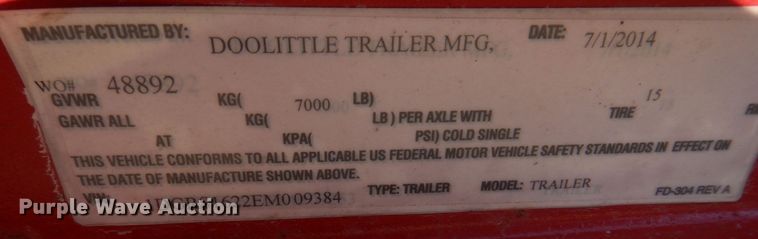 MANUFACTURED BY: DOOLITTLE TRAILER MFG, DATE: 7/1/2014
WO# 48892
GVWR KG( 7000 LB)
GAWR ALL KG( LB) PER AXLE WITH TIRE 15
AT KPA( PSI) COLD SINGLE
THIS VEHICLE CONFORMS TO ALL APPLICABLE US FEDERAL MOTOR VEHICLE SAFETY STANDARDS IN EFFECT ON
THE DATE OF MANUFACTURE SHOWN ABOVE.
TYPE: TRAILER MODEL: TRAILER FD-304 REV A
Purple Wave Auction